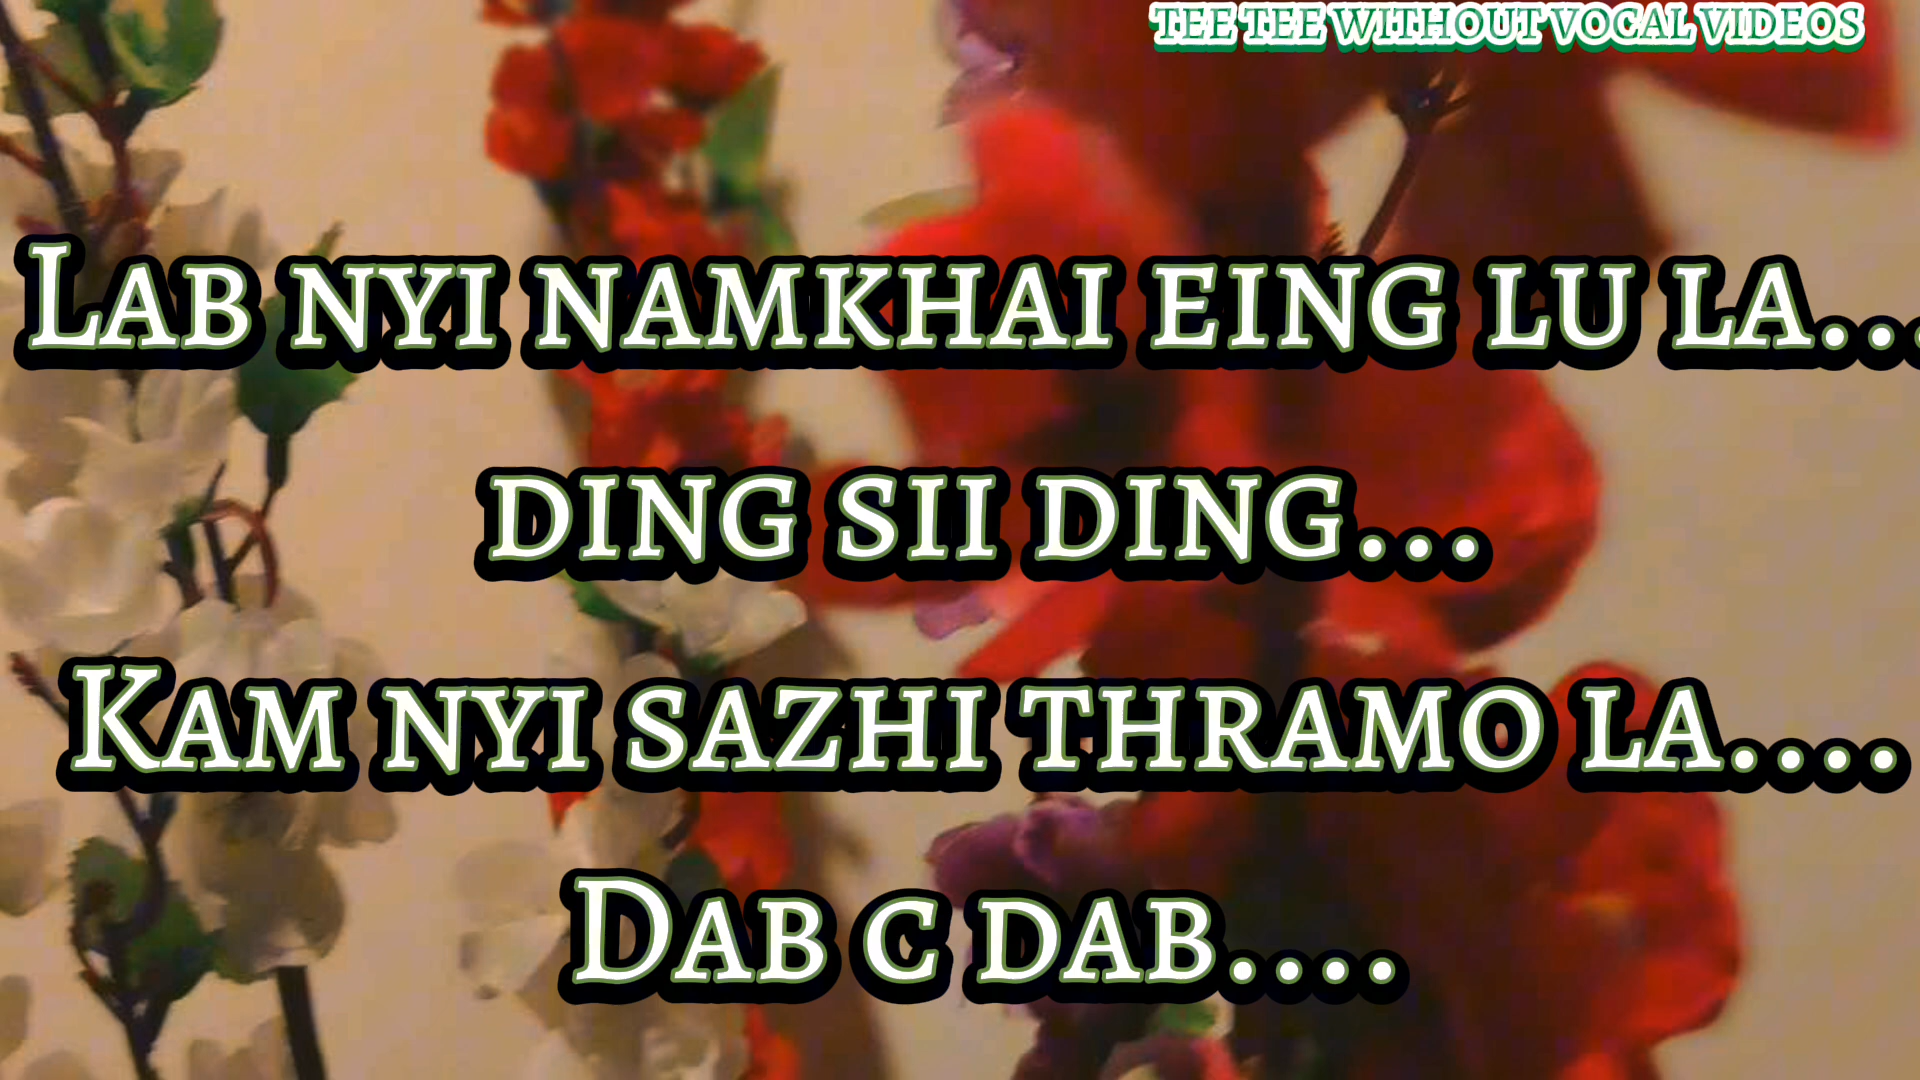 TEE TEE WITHOUT VOCAL VIDEOS
Lab nyi namkhai eing lu la...
ding sii ding...
Kam nyi sazhi thramo la....
Dab c dab....